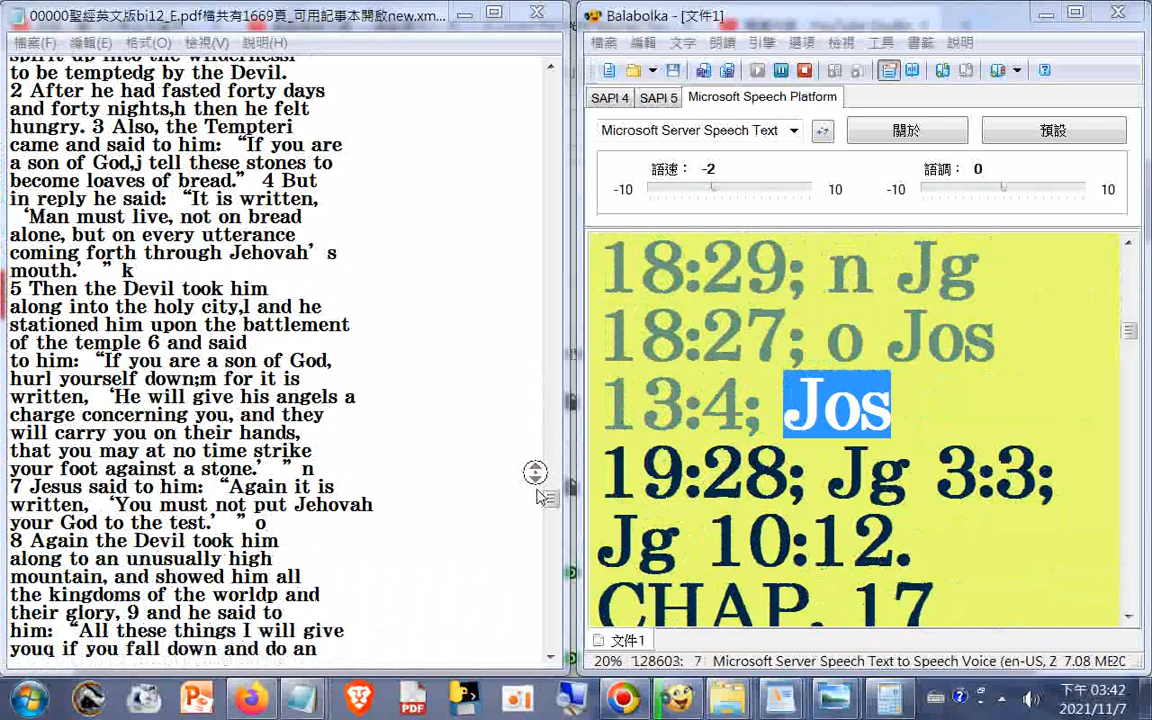 00000聖經英文版bi12_E.pdf檔共有1669頁_可用記事本開啟new.xm...
檔案(F) 編輯(E) 格式(O) 檢視(V) 說明(H)
spirit up into the wilderness
to be temptedg by the Devil.
2 After he had fasted forty days
and forty nights,h then he felt
hungry. 3 Also, the Tempteri
came and said to him: “If you are
a son of God,j tell these stones to
become loaves of bread.” 4 But
in reply he said: “It is written,
‘Man must live, not on bread
alone, but on every utterance
coming forth through Jehovah’s
mouth.’ ” k
5 Then the Devil took him
along into the holy city,l and he
stationed him upon the battlement
of the temple 6 and said
to him: “If you are a son of God,
hurl yourself down;m for it is
written, ‘He will give his angels a
charge concerning you, and they
will carry you on their hands,
that you may at no time strike
your foot against a stone.’ ” n
7 Jesus said to him: “Again it is
written, ‘You must not put Jehovah
your God to the test.’ ” o
8 Again the Devil took him
along to an unusually high
mountain, and showed him all
the kingdoms of the worldp and
their glory, 9 and he said to
him: “All these things I will give
youq if you fall down and do an
Balabolka - [文件1]
檔案 編輯 文字 朗讀 引擎 選項 檢視 工具 書籤 說明
SAPI 4 SAPI 5 Microsoft Speech Platform
Microsoft Server Speech Text 關於 預設
語速： -2 語調： 0
-10 10 -10 10
18:29; n Jg
18:27; o Jos
13:4; Jos
19:28; Jg 3:3;
Jg 10:12.
CHAP. 17
文件1
20% 128603: 7 Microsoft Server Speech Text to Speech Voice (en-US, Z 7.08 ME20
PDF
下午 03:42
2021/11/7